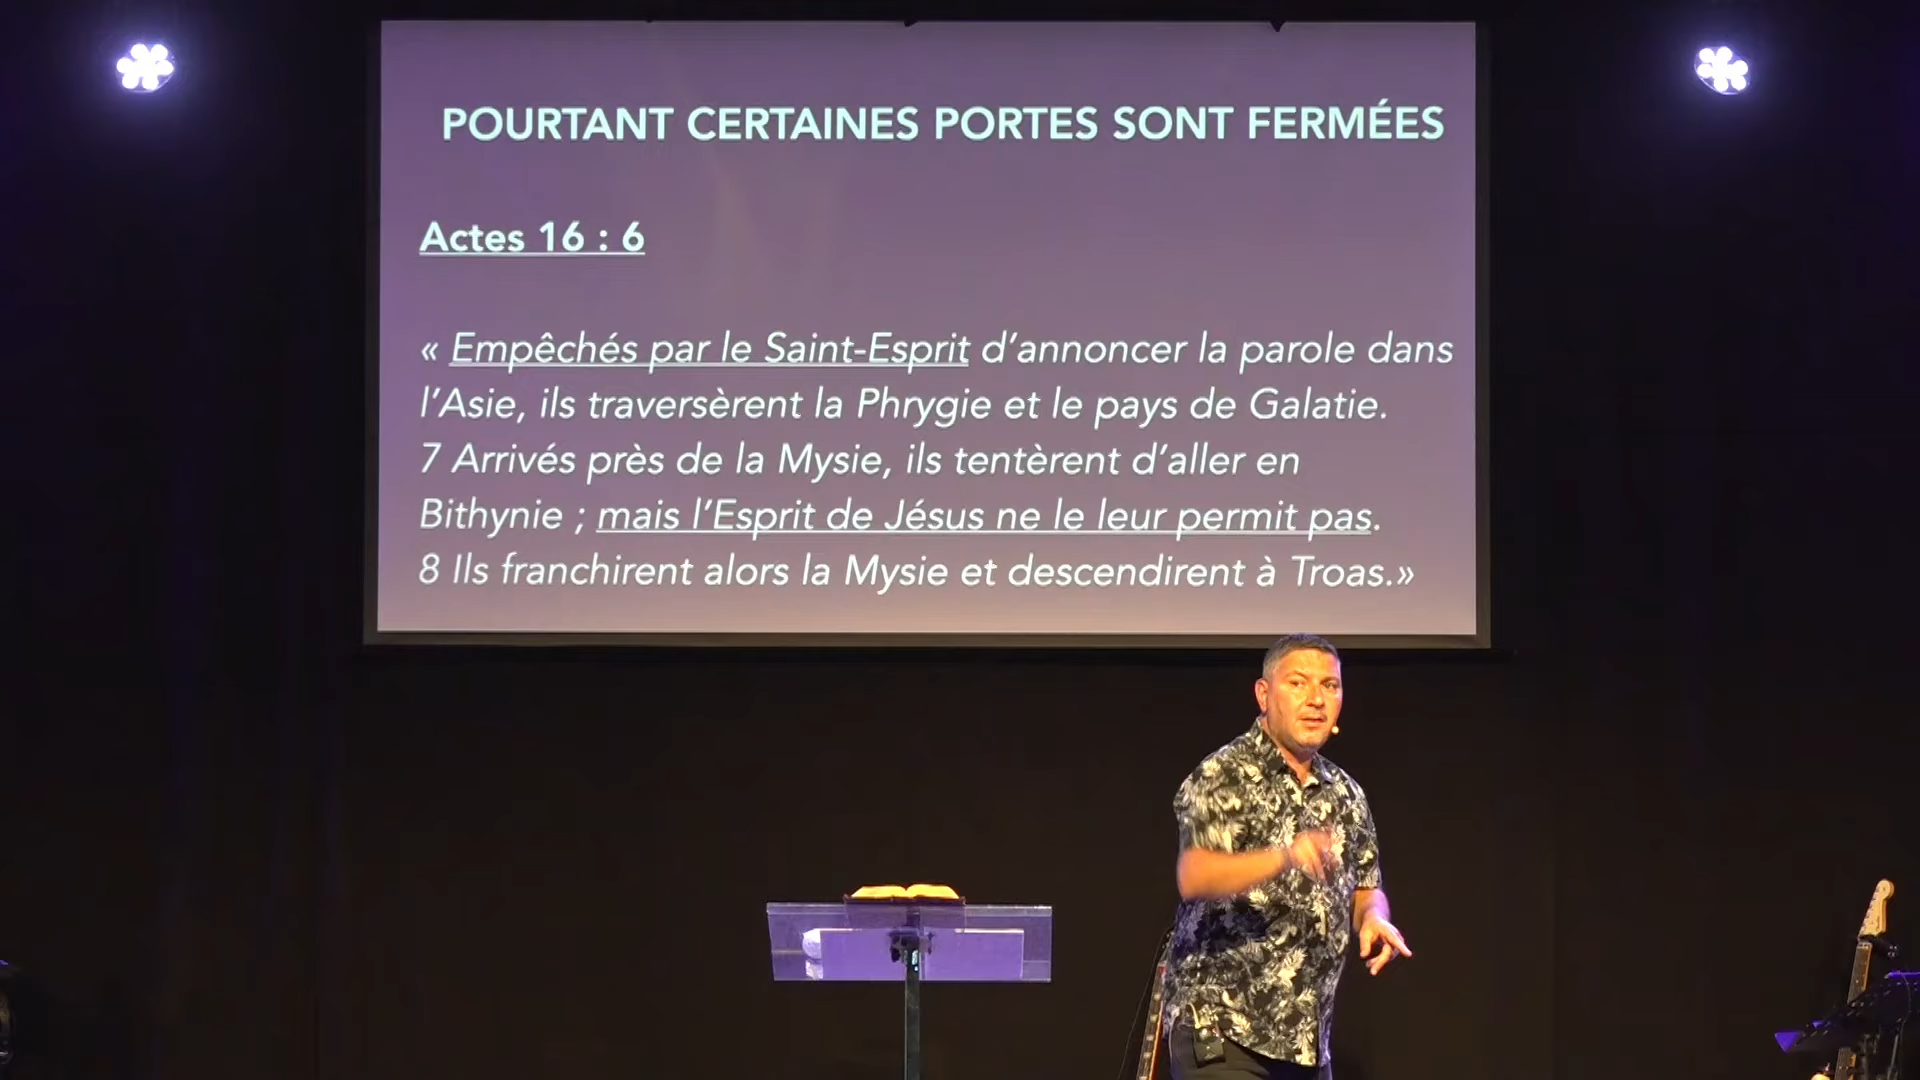 POURTANT CERTAINES PORTES SONT FERMÉES
Actes 16 : 6
« Empêchés par le Saint-Esprit d’annoncer la parole dans
l’Asie, ils traversèrent la Phrygie et le pays de Galatie.
7 Arrivés près de la Mysie, ils tentèrent d’aller en
Bithynie ; mais l’Esprit de Jésus ne le leur permit pas.
8 Ils franchirent alors la Mysie et descendirent à Troas.»